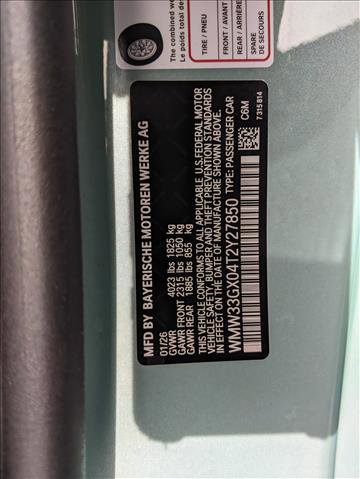 The combined w
Le poids total des
TIRE / PNEU
FRONT / AVANT
REAR / ARRIÈRE
SPARE
DE SECOURS
MFD BY BAYERISCHE MOTOREN WERKE AG
01/26
GVWR 4023 lbs 1825 kg
GAWR FRONT 2315 lbs 1050 kg
GAWR REAR 1885 lbs 855 kg
THIS VEHICLE CONFORMS TO ALL APPLICABLE U.S.FEDERAL MOTOR
VEHICLE SAFETY, BUMPER AND THEFT PREVENTION STANDARDS
IN EFFECT ON THE DATE OF MANUFACTURE SHOWN ABOVE.
WMW33GX04T2Y27850 TYPE: PASSENGER CAR
C6M
7315814